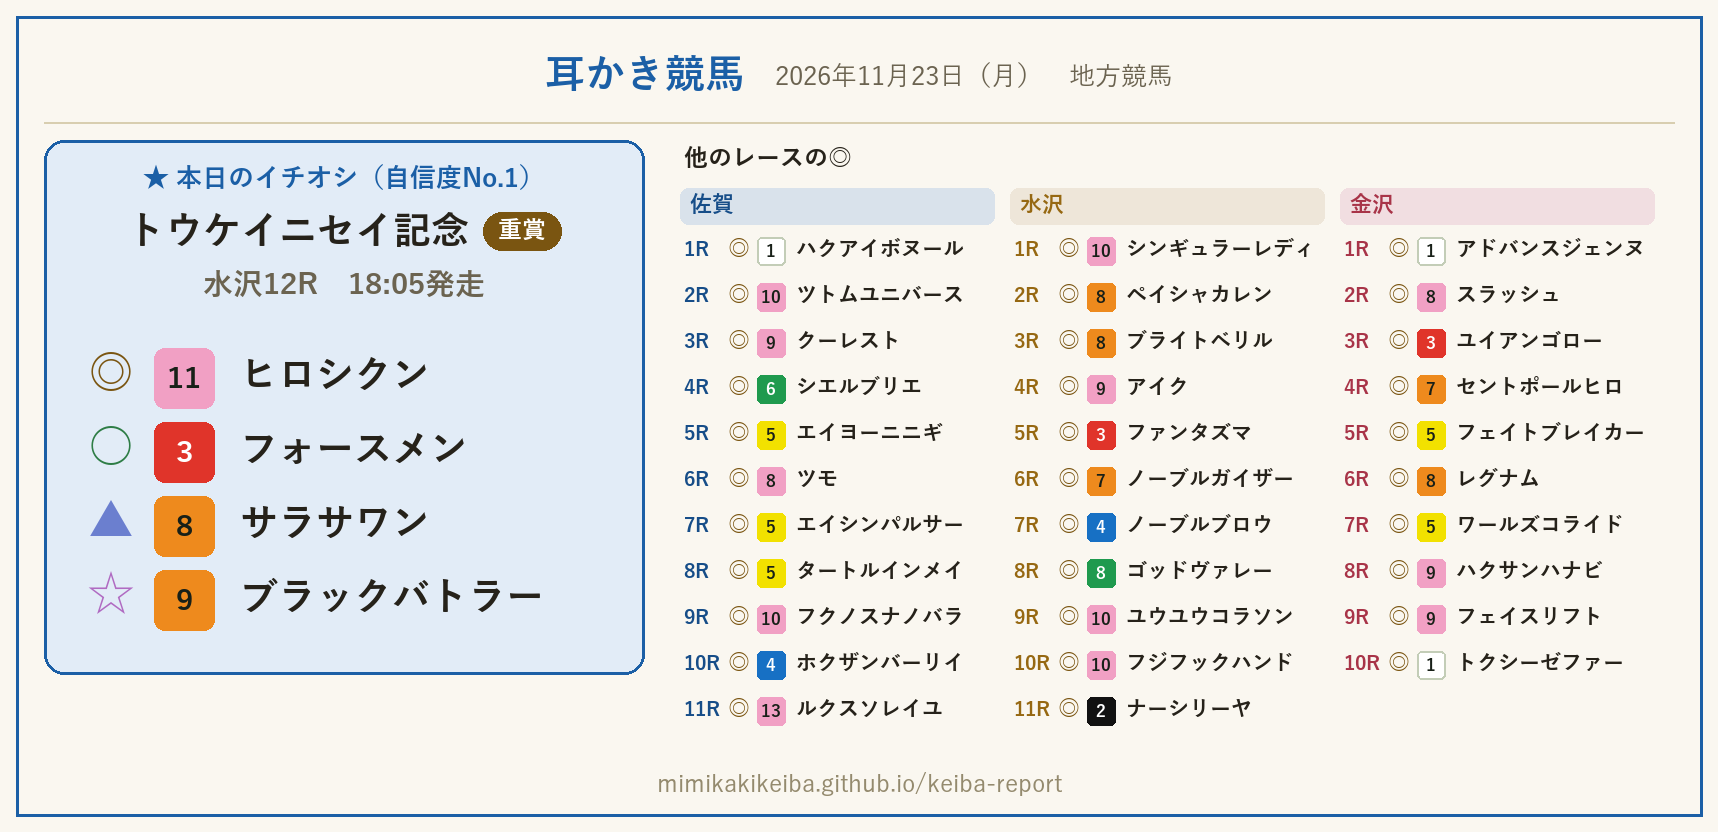 耳かき競馬 2026年11月23日（月） 地方競馬
★ 本日のイチオシ（自信度No.1）
トウケイニセイ記念 重賞
水沢12R 18:05発走
◎ 11 ヒロシクン
○ 3 フォースメン
▲ 8 サラサワン
☆ 9 ブラックバトラー
他のレースの◎
佐賀
1R ◎ 1 ハクアイボヌール
2R ◎ 10 ツトムユニバース
3R ◎ 9 クーレスト
4R ◎ 6 シエルブリエ
5R ◎ 5 エイヨーニニギ
6R ◎ 8 ツモ
7R ◎ 5 エイシンパルサー
8R ◎ 5 タートルインメイ
9R ◎ 10 フクノスナノバラ
10R ◎ 4 ホクザンバーリイ
11R ◎ 13 ルクスソレイユ
水沢
1R ◎ 10 シンギュラーレディ
2R ◎ 8 ペイシャカレン
3R ◎ 8 ブライトベリル
4R ◎ 9 アイク
5R ◎ 3 ファンタズマ
6R ◎ 7 ノーブルガイザー
7R ◎ 4 ノーブルブロウ
8R ◎ 8 ゴッドヴァレー
9R ◎ 10 ユウユウコラソン
10R ◎ 10 フジフックハンド
11R ◎ 2 ナーシリーヤ
金沢
1R ◎ 1 アドバンスジェンヌ
2R ◎ 8 スラッシュ
3R ◎ 3 ユイアンゴロー
4R ◎ 7 セントポールヒロ
5R ◎ 5 フェイトブレイカー
6R ◎ 8 レグナム
7R ◎ 5 ワールズコライド
8R ◎ 9 ハクサンハナビ
9R ◎ 9 フェイスリフト
10R ◎ 1 トクシーゼファー
mimikakikeiba.github.io/keiba-report